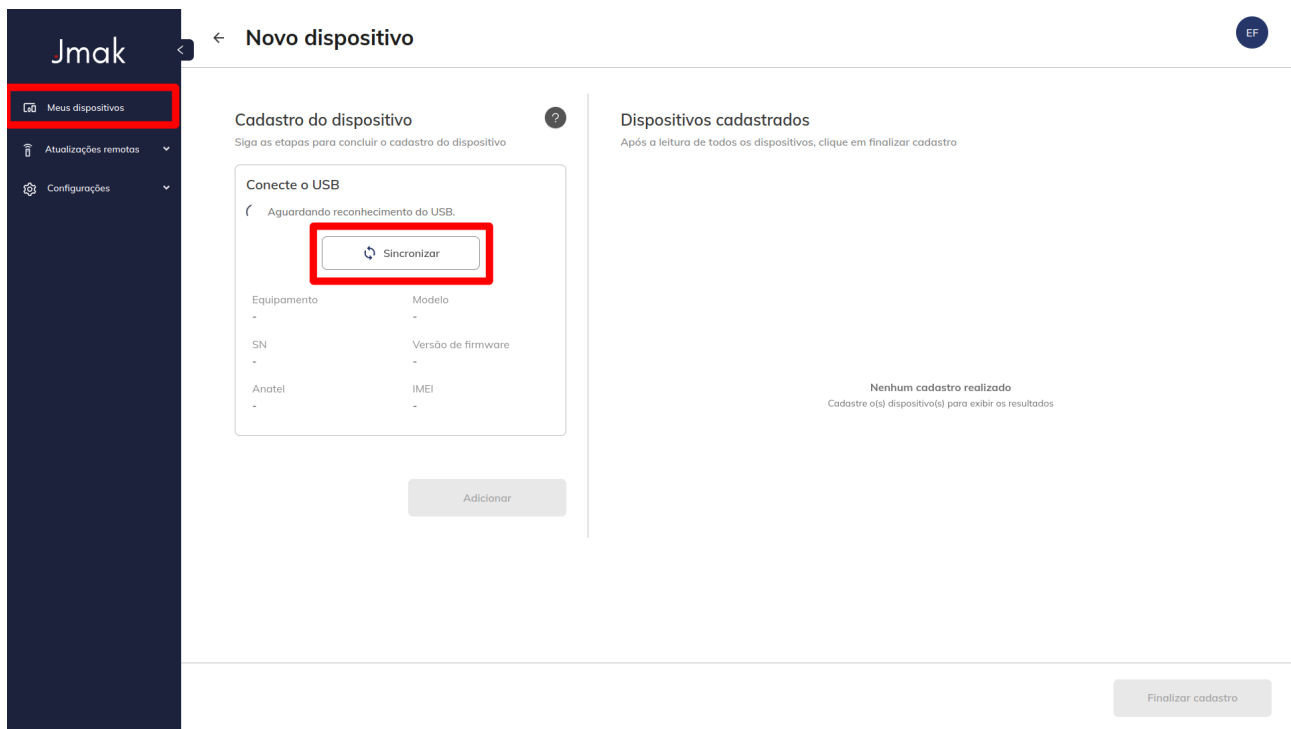 Jmak
Meus dispositivos
Atualizações remotas
Configurações
Novo dispositivo
EF
Cadastro do dispositivo
?
Siga as etapas para concluir o cadastro do dispositivo
Conecte o USB
Aguardando reconhecimento do USB.
Sincronizar
Equipamento Modelo
- -
SN Versão de firmware
- -
Anatel IMEI
- -
Adicionar
Dispositivos cadastrados
Após a leitura de todos os dispositivos, clique em finalizar cadastro
Nenhum cadastro realizado
Cadastre o(s) dispositivo(s) para exibir os resultados
Finalizar cadastro